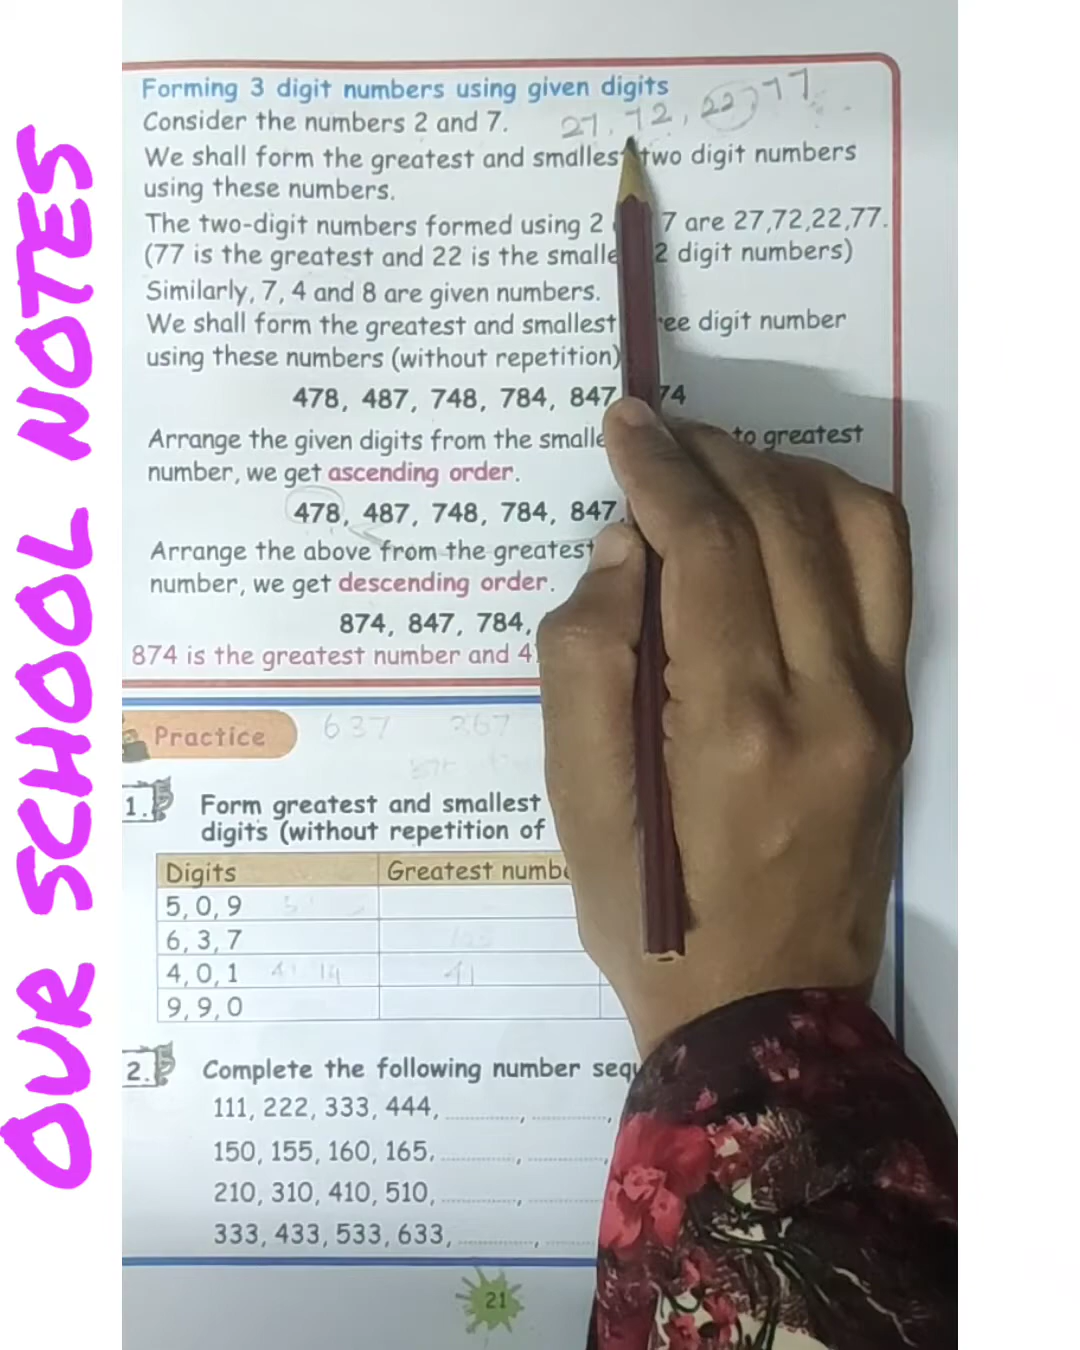 OUR SCHOOL NOTES
Forming 3 digit numbers using given digits
27, 72, 22, 77
Consider the numbers 2 and 7.
We shall form the greatest and smallest two digit numbers
using these numbers.
The two-digit numbers formed using 2 7 are 27,72,22,77.
(77 is the greatest and 22 is the smalle 2 digit numbers)
Similarly, 7, 4 and 8 are given numbers.
We shall form the greatest and smallest ee digit number
using these numbers (without repetition)
478, 487, 748, 784, 847 74
Arrange the given digits from the smalle to greatest
number, we get ascending order.
478, 487, 748, 784, 847,
Arrange the above from the greatest
number, we get descending order.
874, 847, 784,
874 is the greatest number and 4
Practice 637 367
1. Form greatest and smallest
digits (without repetition of
Digits Greatest numbe
5, 0, 9
6, 3, 7
4, 0, 1 41 14 41
9, 9, 0
2. Complete the following number sequ
111, 222, 333, 444, ............, ............,
150, 155, 160, 165, ............, ............,
210, 310, 410, 510, ............, ............
333, 433, 533, 633, ............, ............
21